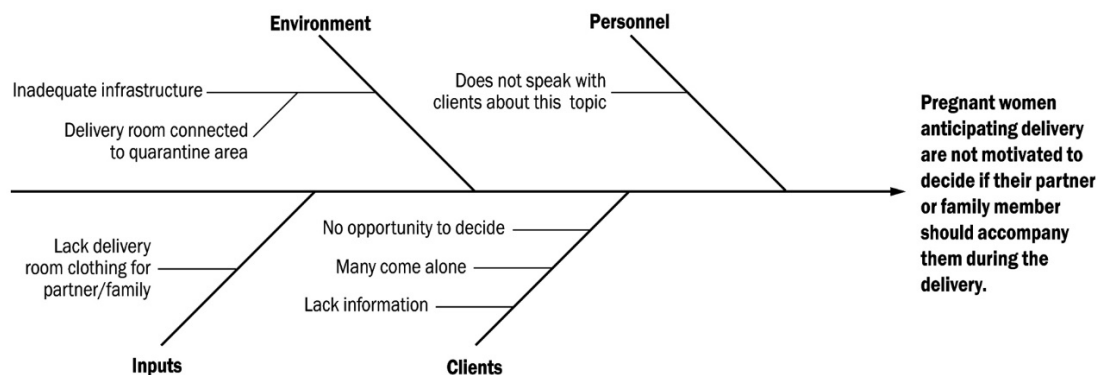 Environment
Personnel
Inadequate infrastructure
Delivery room connected
to quarantine area
Does not speak with
clients about this topic
Pregnant women
anticipating delivery
are not motivated to
decide if their partner
or family member
should accompany
them during the
delivery.
Lack delivery
room clothing for
partner/family
No opportunity to decide
Many come alone
Lack information
Inputs
Clients